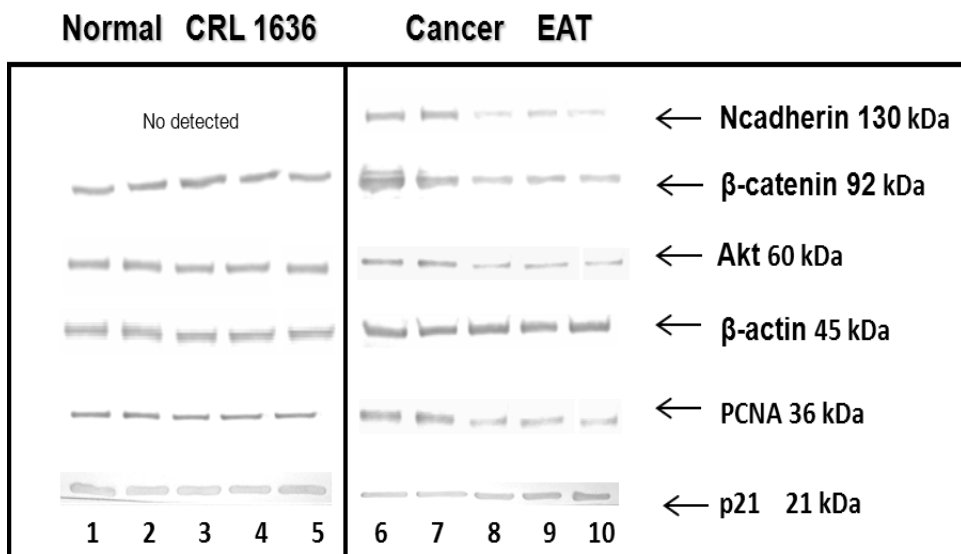 Normal CRL 1636 Cancer EAT
No detected
Ncadherin 130 kDa
β-catenin 92 kDa
Akt 60 kDa
β-actin 45 kDa
PCNA 36 kDa
p21 21 kDa
1 2 3 4 5 6 7 8 9 10